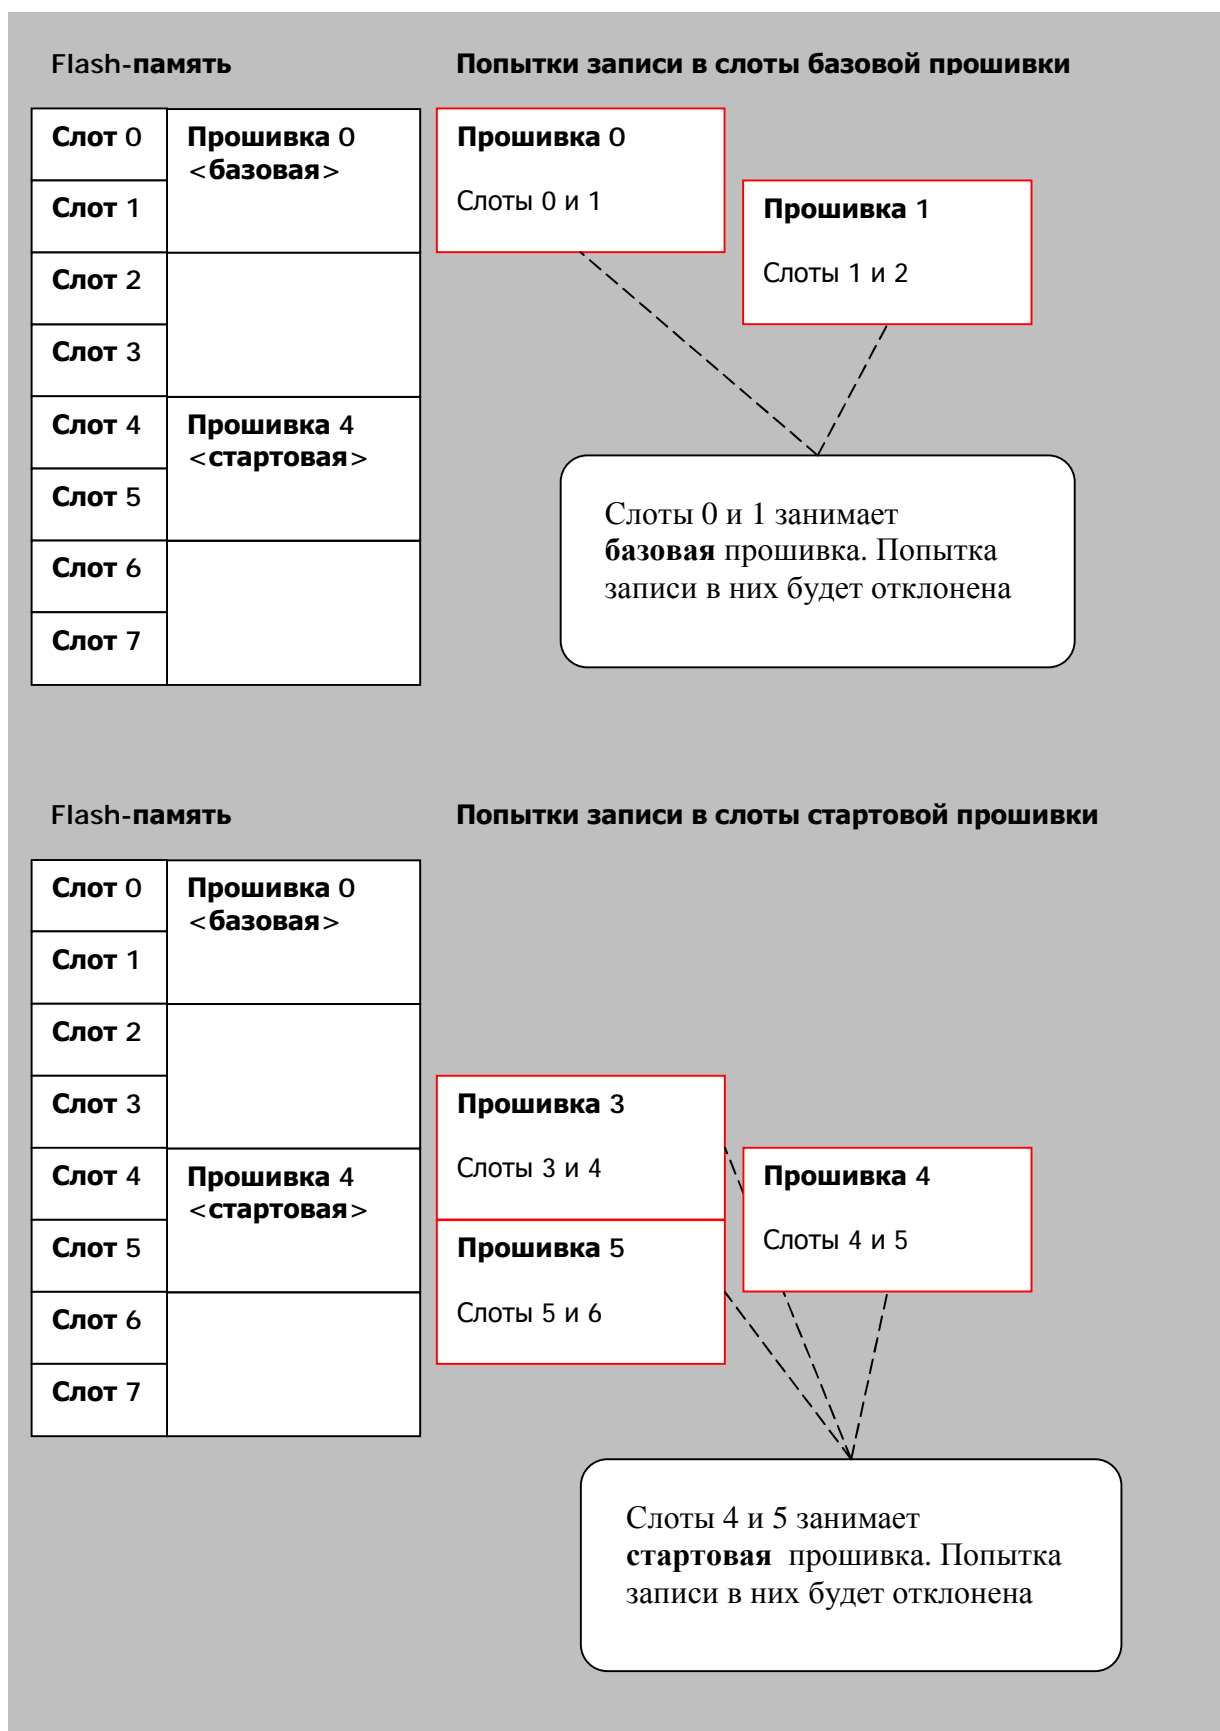 Flash-память
Попытки записи в слоты базовой прошивки
Слот 0
Прошивка 0
<базовая>
Слот 1
Слот 2
Слот 3
Слот 4
Прошивка 4
<стартовая>
Слот 5
Слот 6
Слот 7
Прошивка 0
Слоты 0 и 1
Прошивка 1
Слоты 1 и 2
Слоты 0 и 1 занимает
базовая прошивка. Попытка
записи в них будет отклонена
Flash-память
Попытки записи в слоты стартовой прошивки
Слот 0
Прошивка 0
<базовая>
Слот 1
Слот 2
Слот 3
Слот 4
Прошивка 4
<стартовая>
Слот 5
Слот 6
Слот 7
Прошивка 3
Слоты 3 и 4
Прошивка 4
Слоты 4 и 5
Прошивка 5
Слоты 5 и 6
Слоты 4 и 5 занимает
стартовая прошивка. Попытка
записи в них будет отклонена